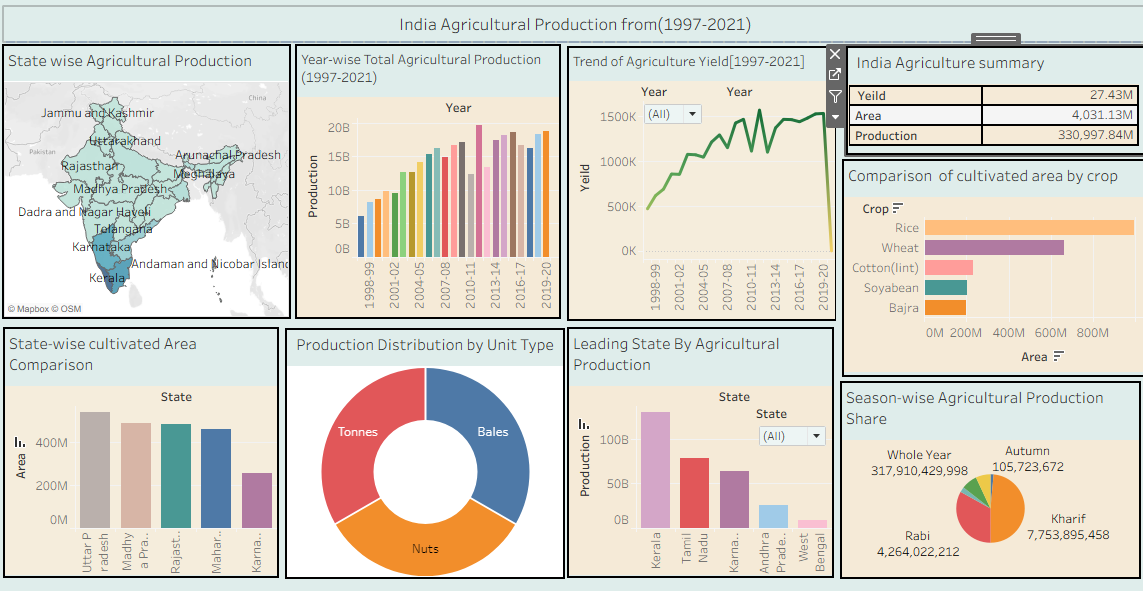 India Agricultural Production from(1997-2021)
State wise Agricultural Production
China
Jammu and Kashmir
Pakistan
Uttarakhand
Arunachal Pradesh
Rajasthan
Meghalaya
Madhya Pradesh
Dadra and Nagar Haveli
Telangana
Karnataka
Andaman and Nicobar Island
Kerala
© Mapbox © OSM
Year-wise Total Agricultural Production
(1997-2021)
Year
Production
20B
15B
10B
5B
0B
1998-99
2001-02
2004-05
2007-08
2010-11
2013-14
2016-17
2019-20
Trend of Agriculture Yield[1997-2021]
Year
(All)
Year
Yeild
1500K
1000K
500K
0K
1998-99
2001-02
2004-05
2007-08
2010-11
2013-14
2016-17
2019-20
India Agriculture summary
Yeild 27.43M
Area 4,031.13M
Production 330,997.84M
Comparison of cultivated area by crop
Crop
Rice
Wheat
Cotton(lint)
Soyabean
Bajra
0M 200M 400M 600M 800M
Area
State-wise cultivated Area
Comparison
State
Area
400M
200M
0M
Uttar P
radesh
Madhy
a Pra..
Rajast..
Mahar..
Karna..
Production Distribution by Unit Type
Tonnes
Bales
Nuts
Leading State By Agricultural
Production
State
State
(All)
Production
100B
50B
0B
Kerala
Tamil
Nadu
Karna..
Andhra
Prade..
West
Bengal
Season-wise Agricultural Production
Share
Whole Year
317,910,429,998
Autumn
105,723,672
Kharif
7,753,895,458
Rabi
4,264,022,212